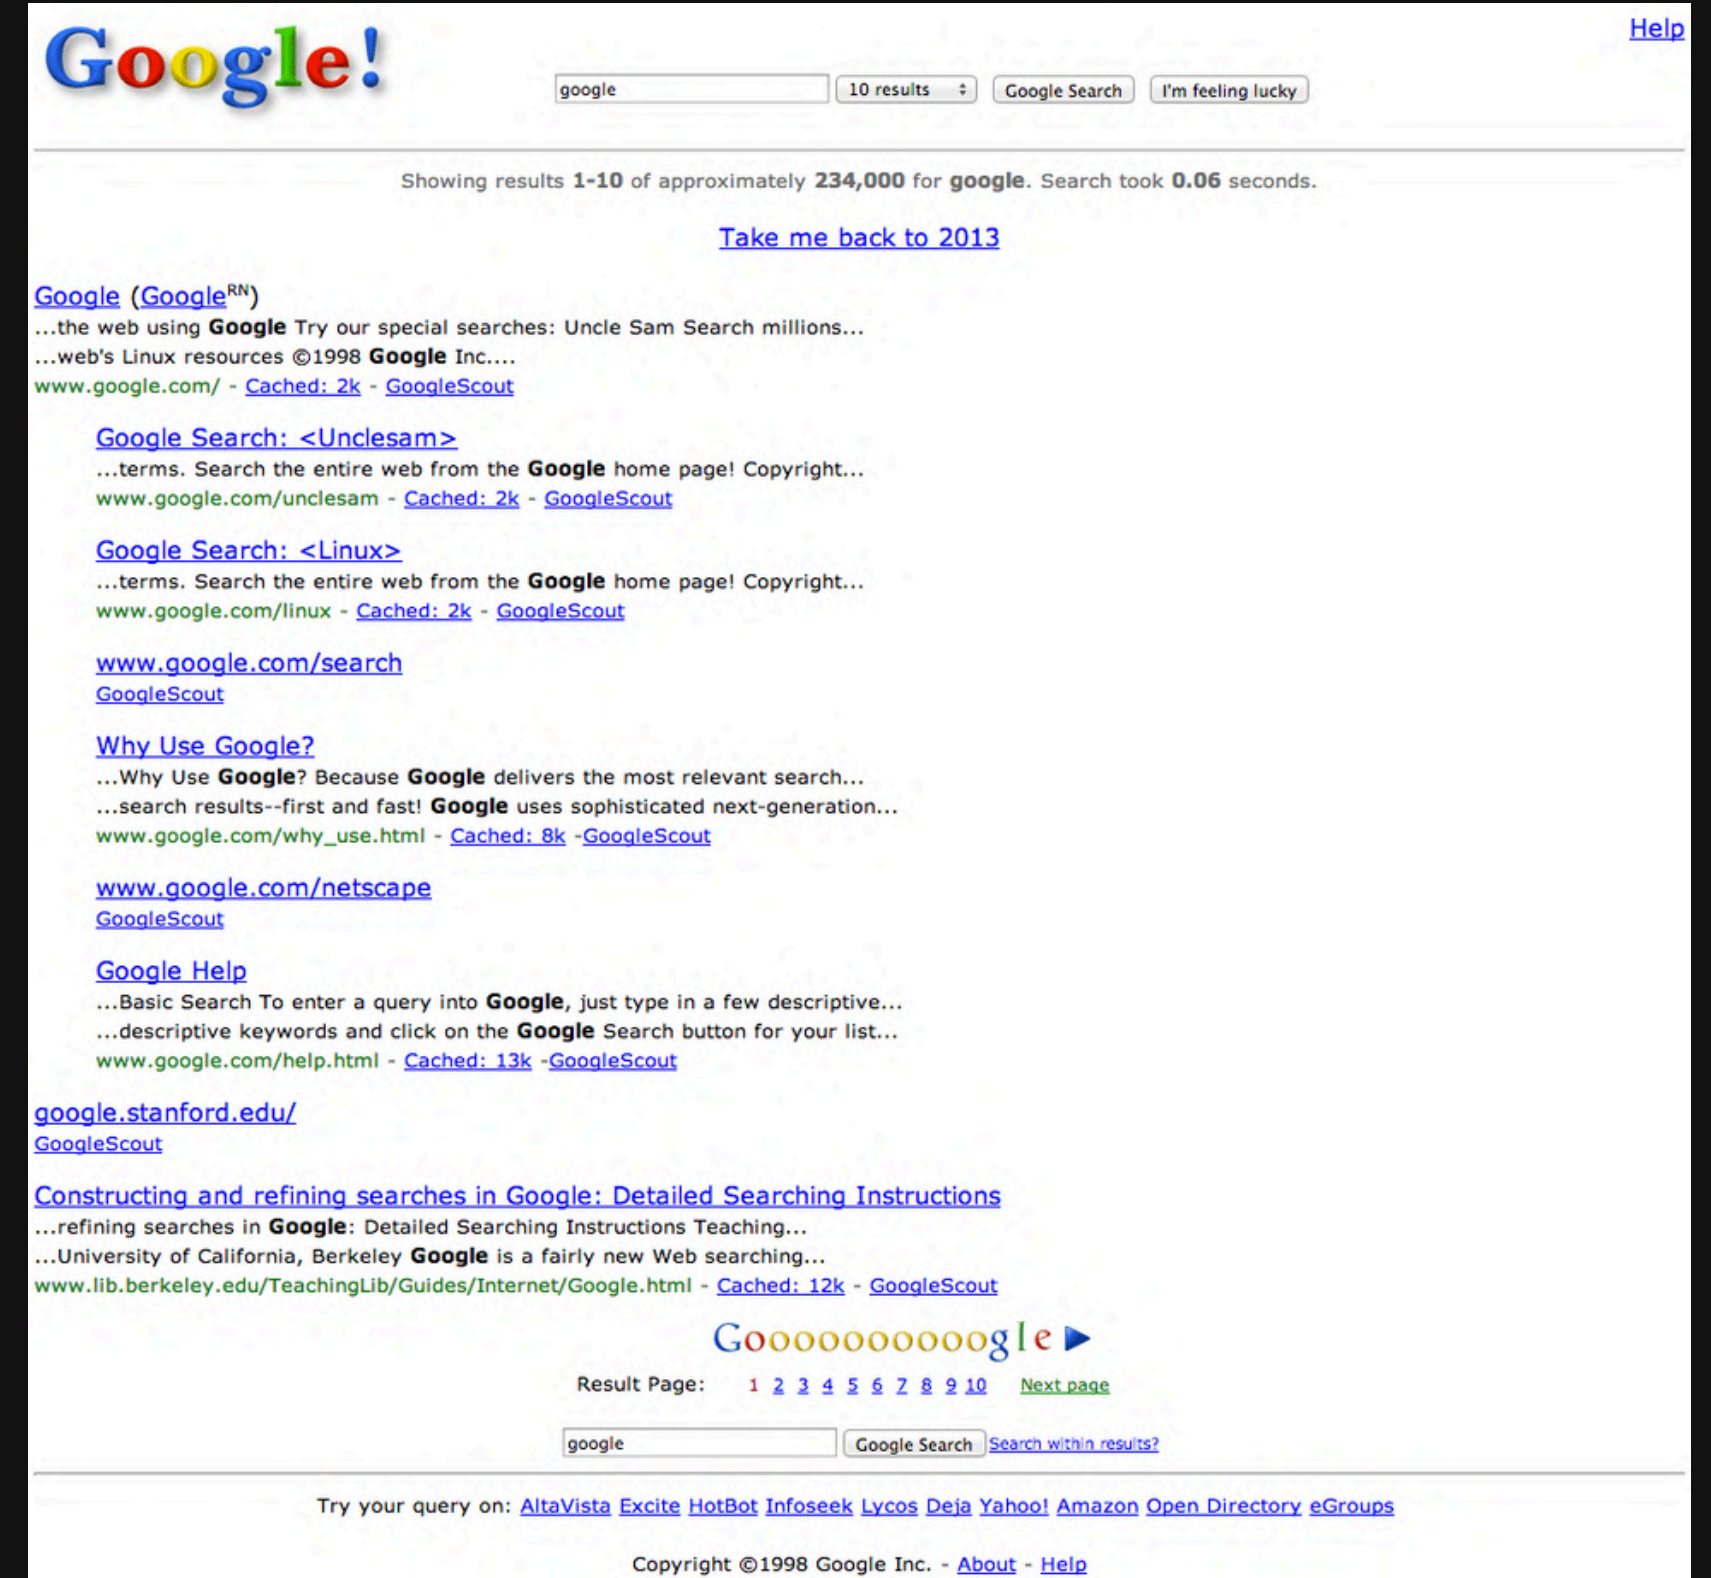 Google!
Help
google 10 results Google Search I'm feeling lucky
Showing results 1-10 of approximately 234,000 for google. Search took 0.06 seconds.
Take me back to 2013
Google (GoogleRN)
...the web using Google Try our special searches: Uncle Sam Search millions...
...web's Linux resources ©1998 Google Inc....
www.google.com/ - Cached: 2k - GoogleScout
Google Search: <Unclesam>
...terms. Search the entire web from the Google home page! Copyright...
www.google.com/unclesam - Cached: 2k - GoogleScout
Google Search: <Linux>
...terms. Search the entire web from the Google home page! Copyright...
www.google.com/linux - Cached: 2k - GoogleScout
www.google.com/search
GoogleScout
Why Use Google?
...Why Use Google? Because Google delivers the most relevant search...
...search results--first and fast! Google uses sophisticated next-generation...
www.google.com/why_use.html - Cached: 8k -GoogleScout
www.google.com/netscape
GoogleScout
Google Help
...Basic Search To enter a query into Google, just type in a few descriptive...
...descriptive keywords and click on the Google Search button for your list...
www.google.com/help.html - Cached: 13k -GoogleScout
google.stanford.edu/
GoogleScout
Constructing and refining searches in Google: Detailed Searching Instructions
...refining searches in Google: Detailed Searching Instructions Teaching...
...University of California, Berkeley Google is a fairly new Web searching...
www.lib.berkeley.edu/TeachingLib/Guides/Internet/Google.html - Cached: 12k - GoogleScout
Goooooooooogle
Result Page: 1 2 3 4 5 6 7 8 9 10 Next page
google Google Search Search within results?
Try your query on: AltaVista Excite HotBot Infoseek Lycos Deja Yahoo! Amazon Open Directory eGroups
Copyright ©1998 Google Inc. - About - Help